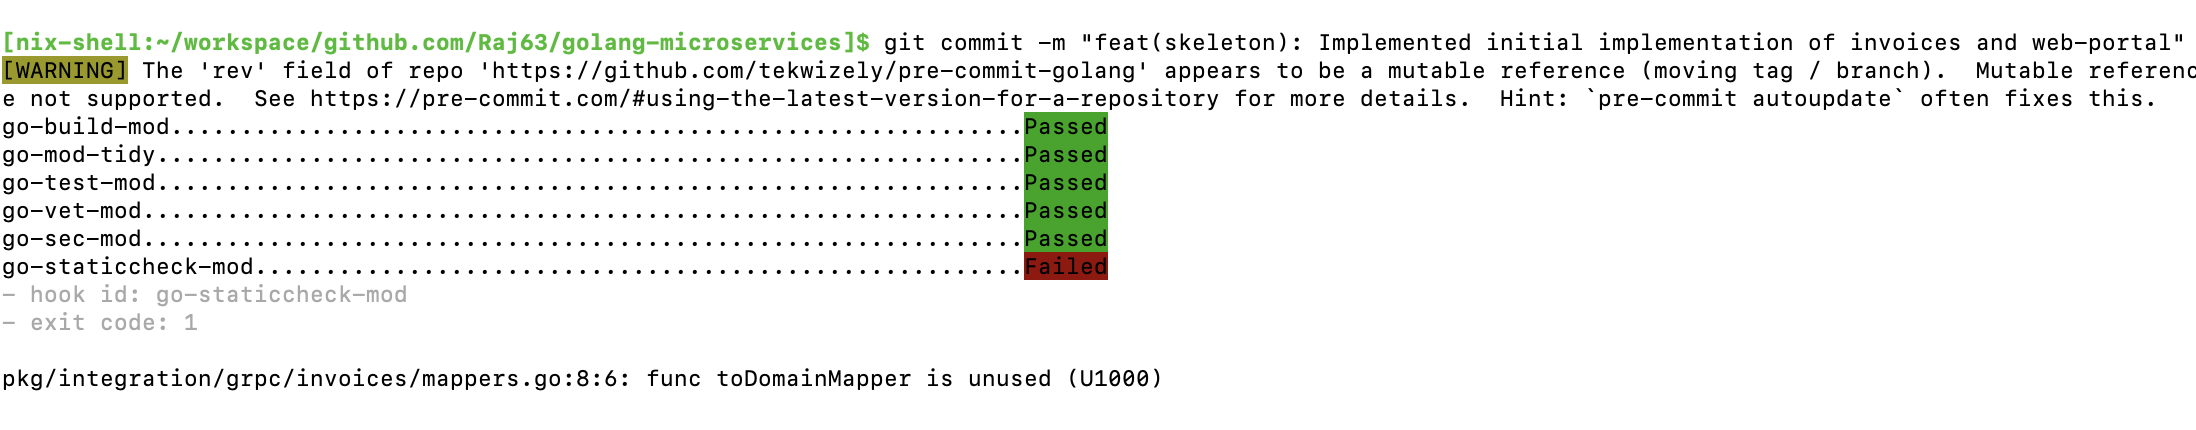 [nix-shell:~/workspace/github.com/Raj63/golang-microservices]$ git commit -m "feat(skeleton): Implemented initial implementation of invoices and web-portal"
[WARNING] The 'rev' field of repo 'https://github.com/tekwizely/pre-commit-golang' appears to be a mutable reference (moving tag / branch).  Mutable referenc
e not supported.  See https://pre-commit.com/#using-the-latest-version-for-a-repository for more details.  Hint: `pre-commit autoupdate` often fixes this.
go-build-mod.............................................................Passed
go-mod-tidy..............................................................Passed
go-test-mod..............................................................Passed
go-vet-mod...............................................................Passed
go-sec-mod...............................................................Passed
go-staticcheck-mod.......................................................Failed
- hook id: go-staticcheck-mod
- exit code: 1
pkg/integration/grpc/invoices/mappers.go:8:6: func toDomainMapper is unused (U1000)